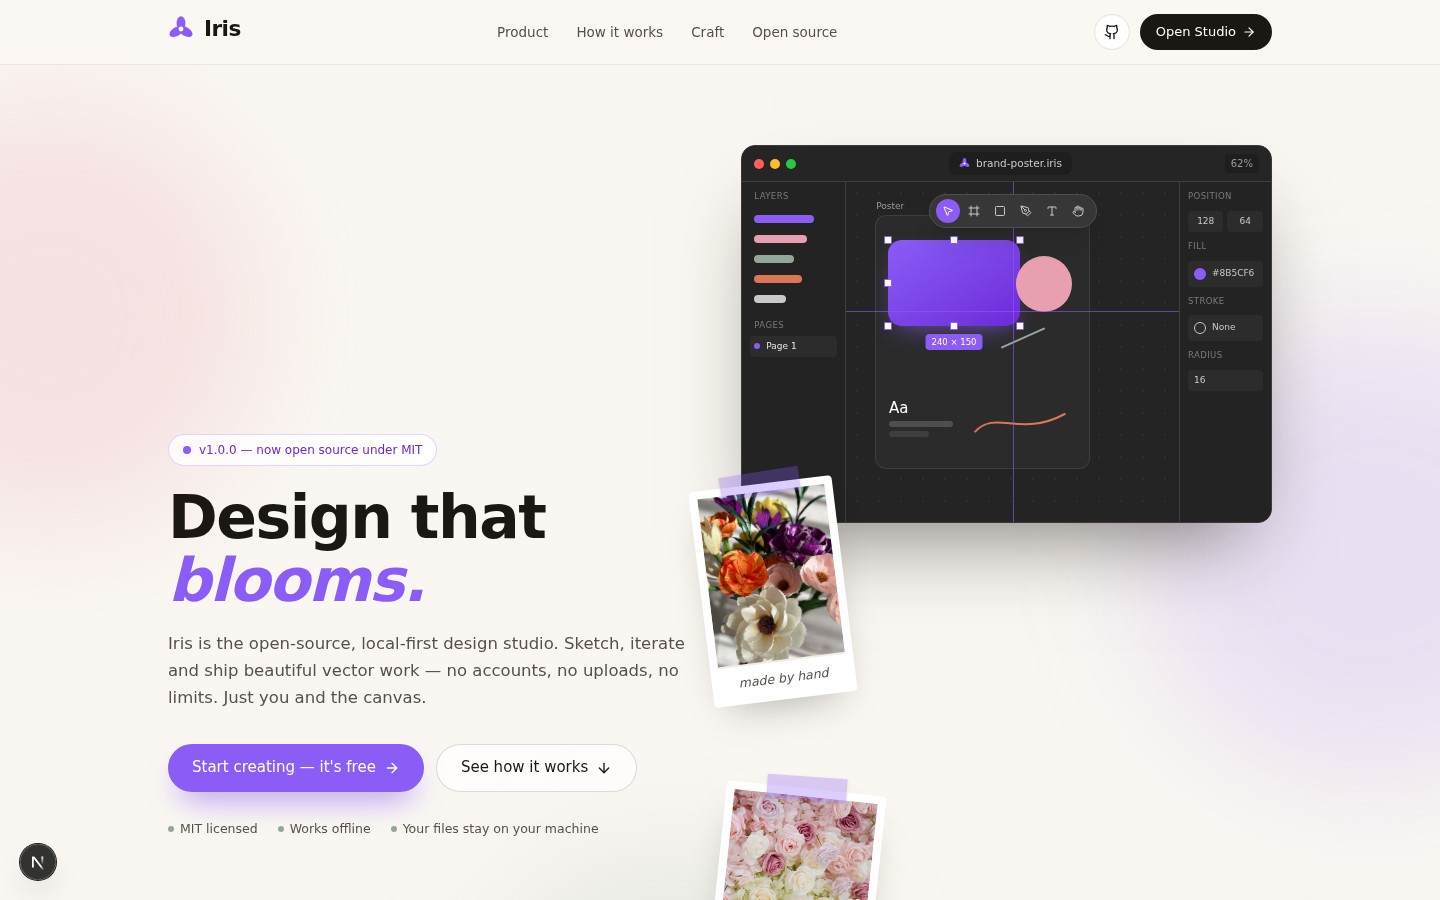 Iris
Product
How it works
Craft
Open source
Open Studio
brand-poster.iris
62%
LAYERS
PAGES
Page 1
Poster
240 × 150
Aa
POSITION
128
64
FILL
#8B5CF6
STROKE
None
RADIUS
16
v1.0.0 — now open source under MIT
Design that
blooms.
Iris is the open-source, local-first design studio. Sketch, iterate
and ship beautiful vector work — no accounts, no uploads, no
limits. Just you and the canvas.
Start creating — it's free
See how it works
MIT licensed
Works offline
Your files stay on your machine
made by hand
N